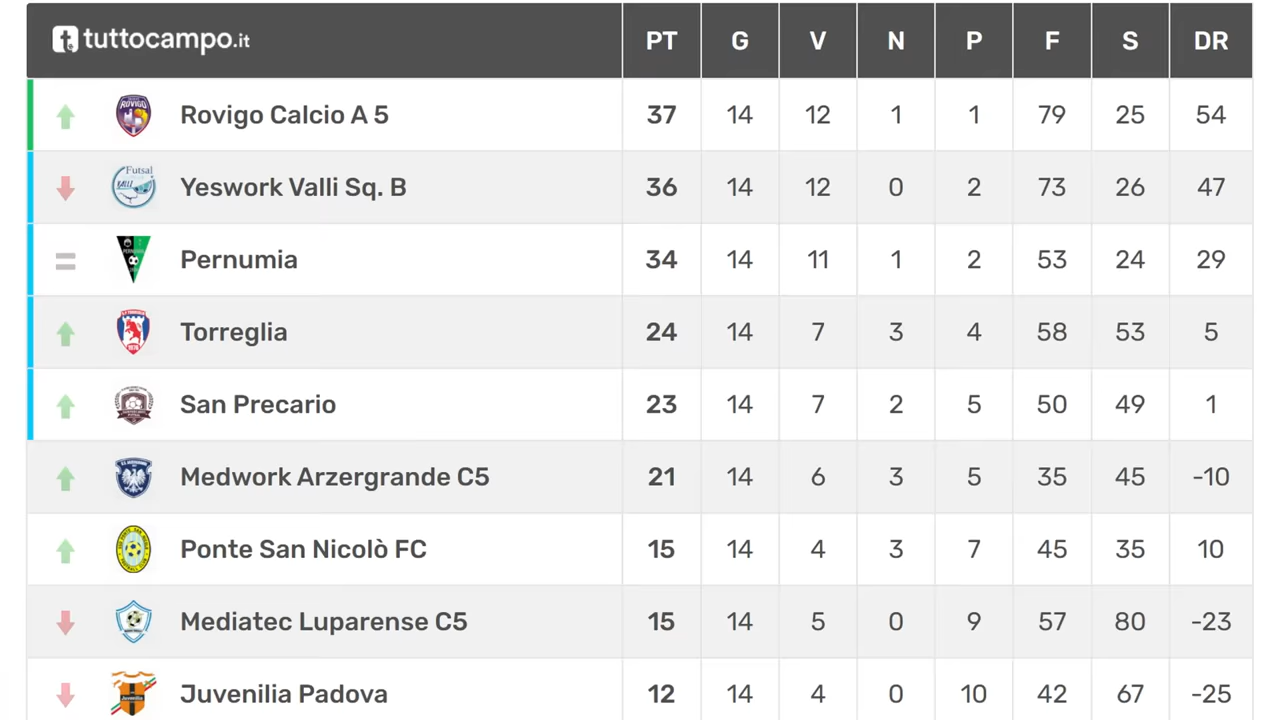 tuttocampo.it PT G V N P F S DR
Rovigo Calcio A 5 37 14 12 1 1 79 25 54
Yeswork Valli Sq. B 36 14 12 0 2 73 26 47
Pernumia 34 14 11 1 2 53 24 29
Torreglia 24 14 7 3 4 58 53 5
San Precario 23 14 7 2 5 50 49 1
Medwork Arzergrande C5 21 14 6 3 5 35 45 -10
Ponte San Nicolò FC 15 14 4 3 7 45 35 10
Mediatec Luparense C5 15 14 5 0 9 57 80 -23
Juvenilia Padova 12 14 4 0 10 42 67 -25